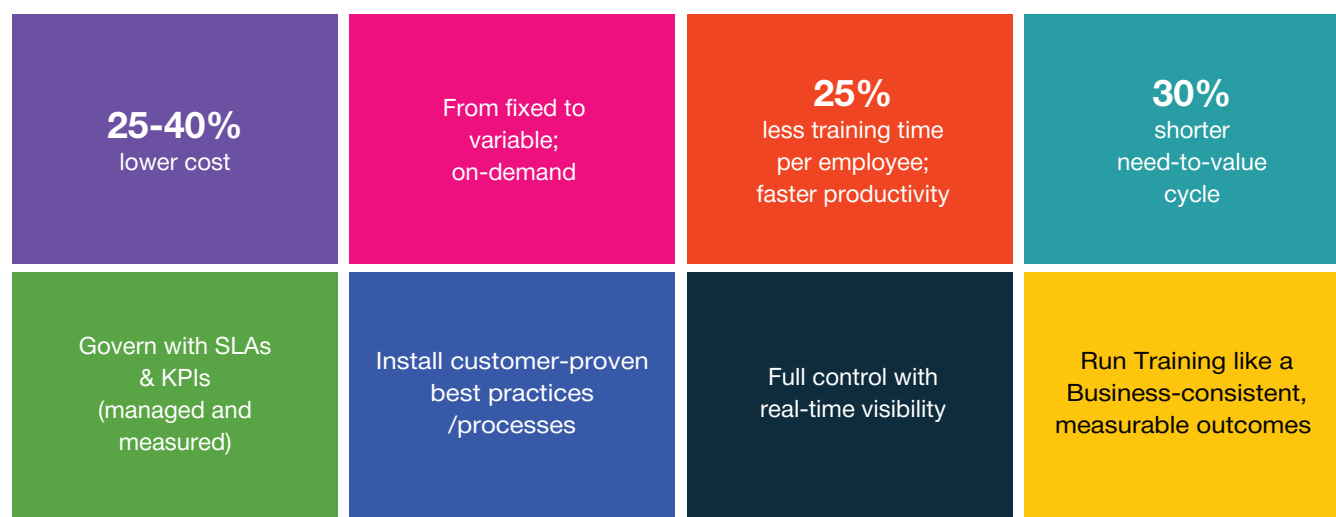 25-40%
lower cost
From fixed to
variable;
on-demand
25%
less training time
per employee;
faster productivity
30%
shorter
need-to-value
cycle
Govern with SLAs
& KPIs
(managed and
measured)
Install customer-proven
best practices
/processes
Full control with
real-time visibility
Run Training like a
Business-consistent,
measurable outcomes